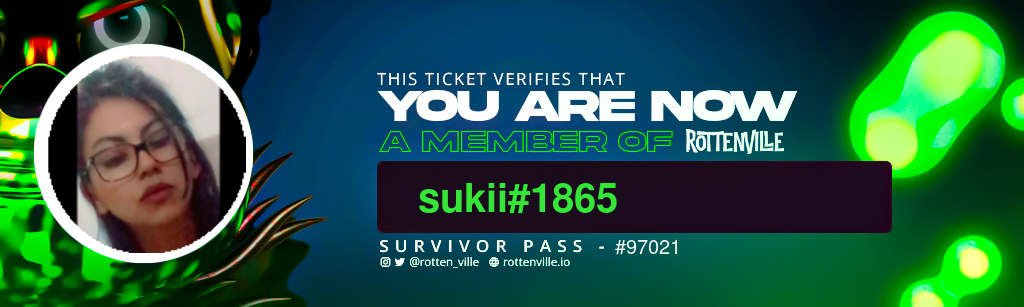 THIS TICKET VERIFIES THAT
YOU ARE NOW
A MEMBER OF ROTTENVILLE
sukii#1865
SURVIVOR PASS - #97021
@rotten_ville rottenville.io